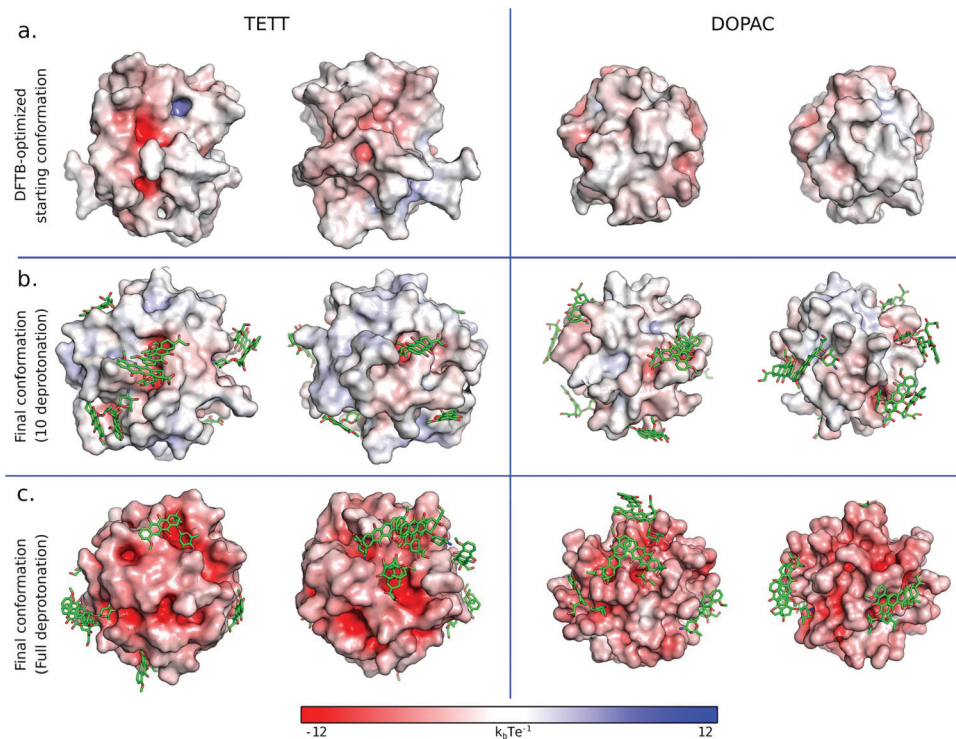 TETT
DOPAC
a.
DFTB-optimized
starting conformation
b.
Final conformation
(10 deprotonation)
c.
Final conformation
(Full deprotonation)
-12
kbTe-1
12